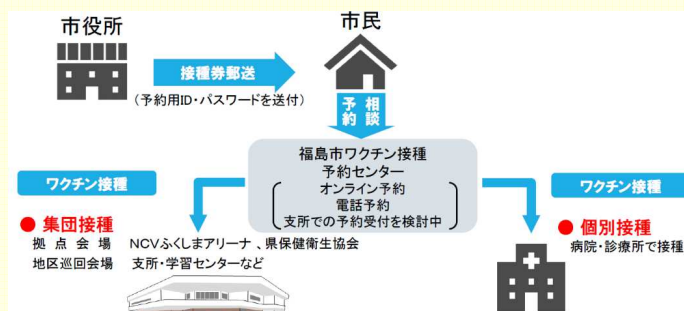 市役所
市民
接種券郵送
(予約用ID・パスワードを送付)
予約 相談
福島市ワクチン接種
予約センター
オンライン予約
電話予約
支所での予約受付を検討中
ワクチン接種
● 集団接種
拠点会場 NCVふくしまアリーナ、県保健衛生協会
地区巡回会場 支所・学習センターなど
ワクチン接種
● 個別接種
病院・診療所で接種